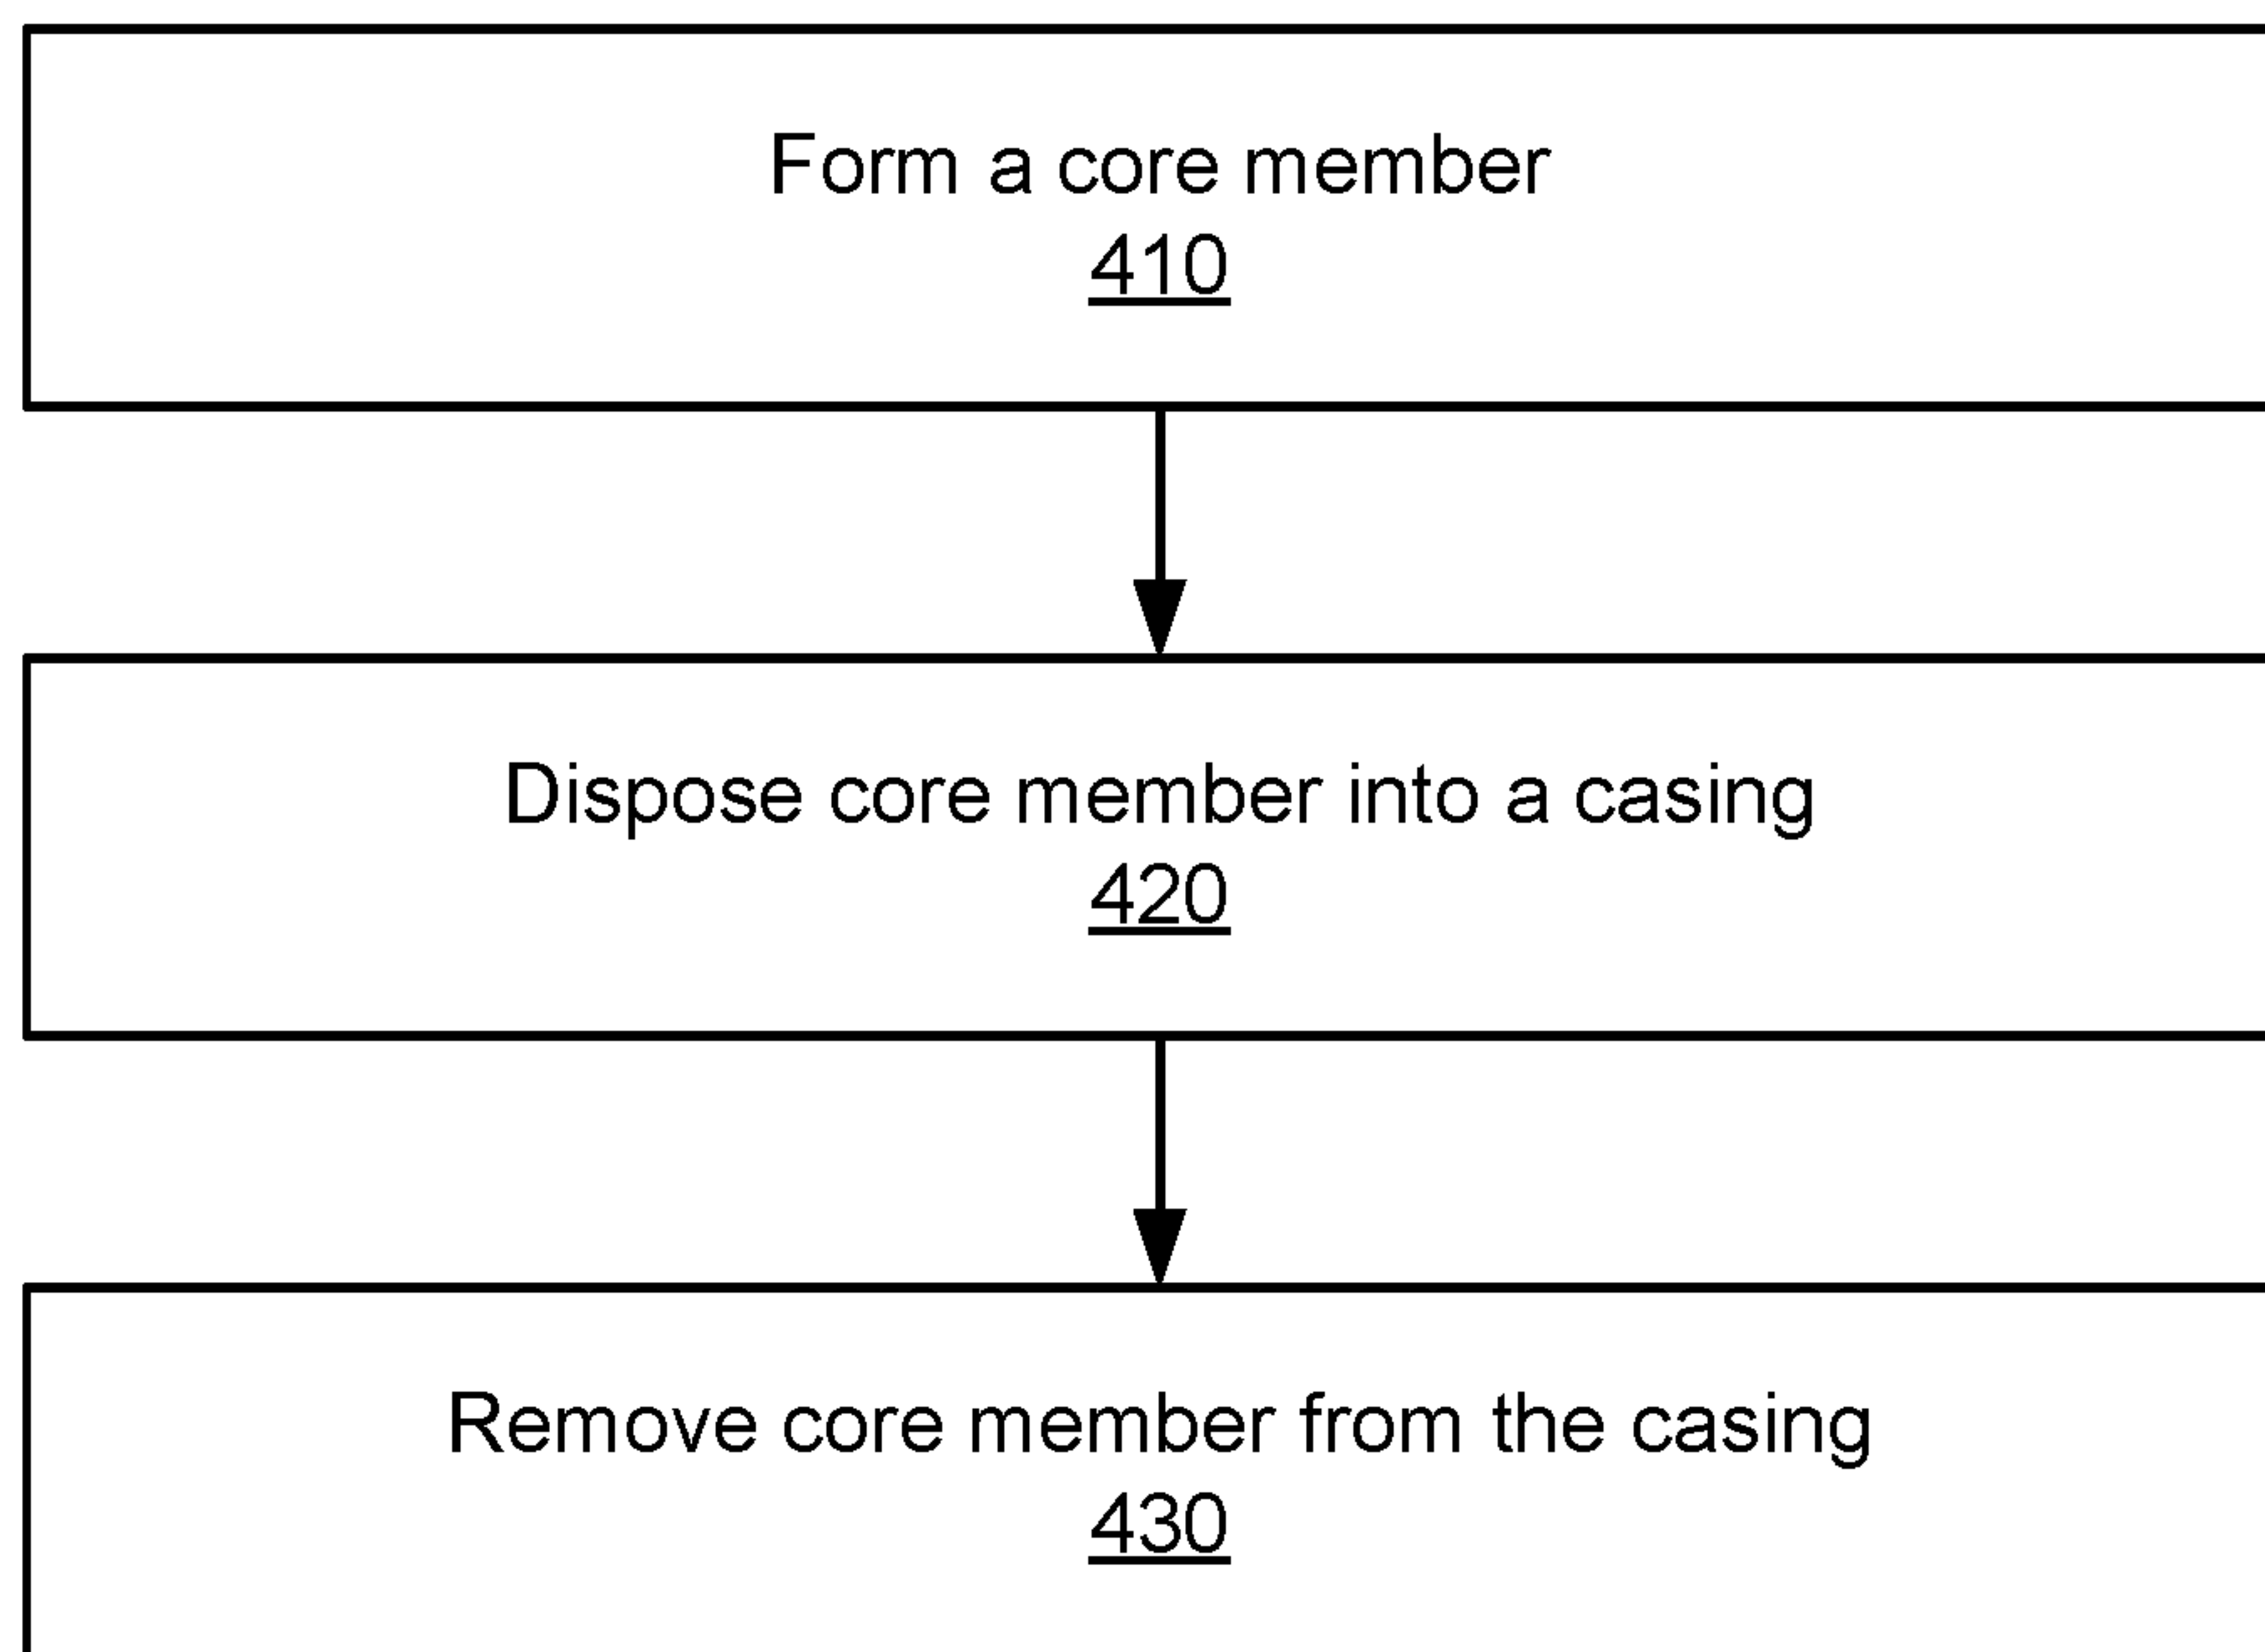 Form a core member
410
Dispose core member into a casing
420
Remove core member from the casing
430